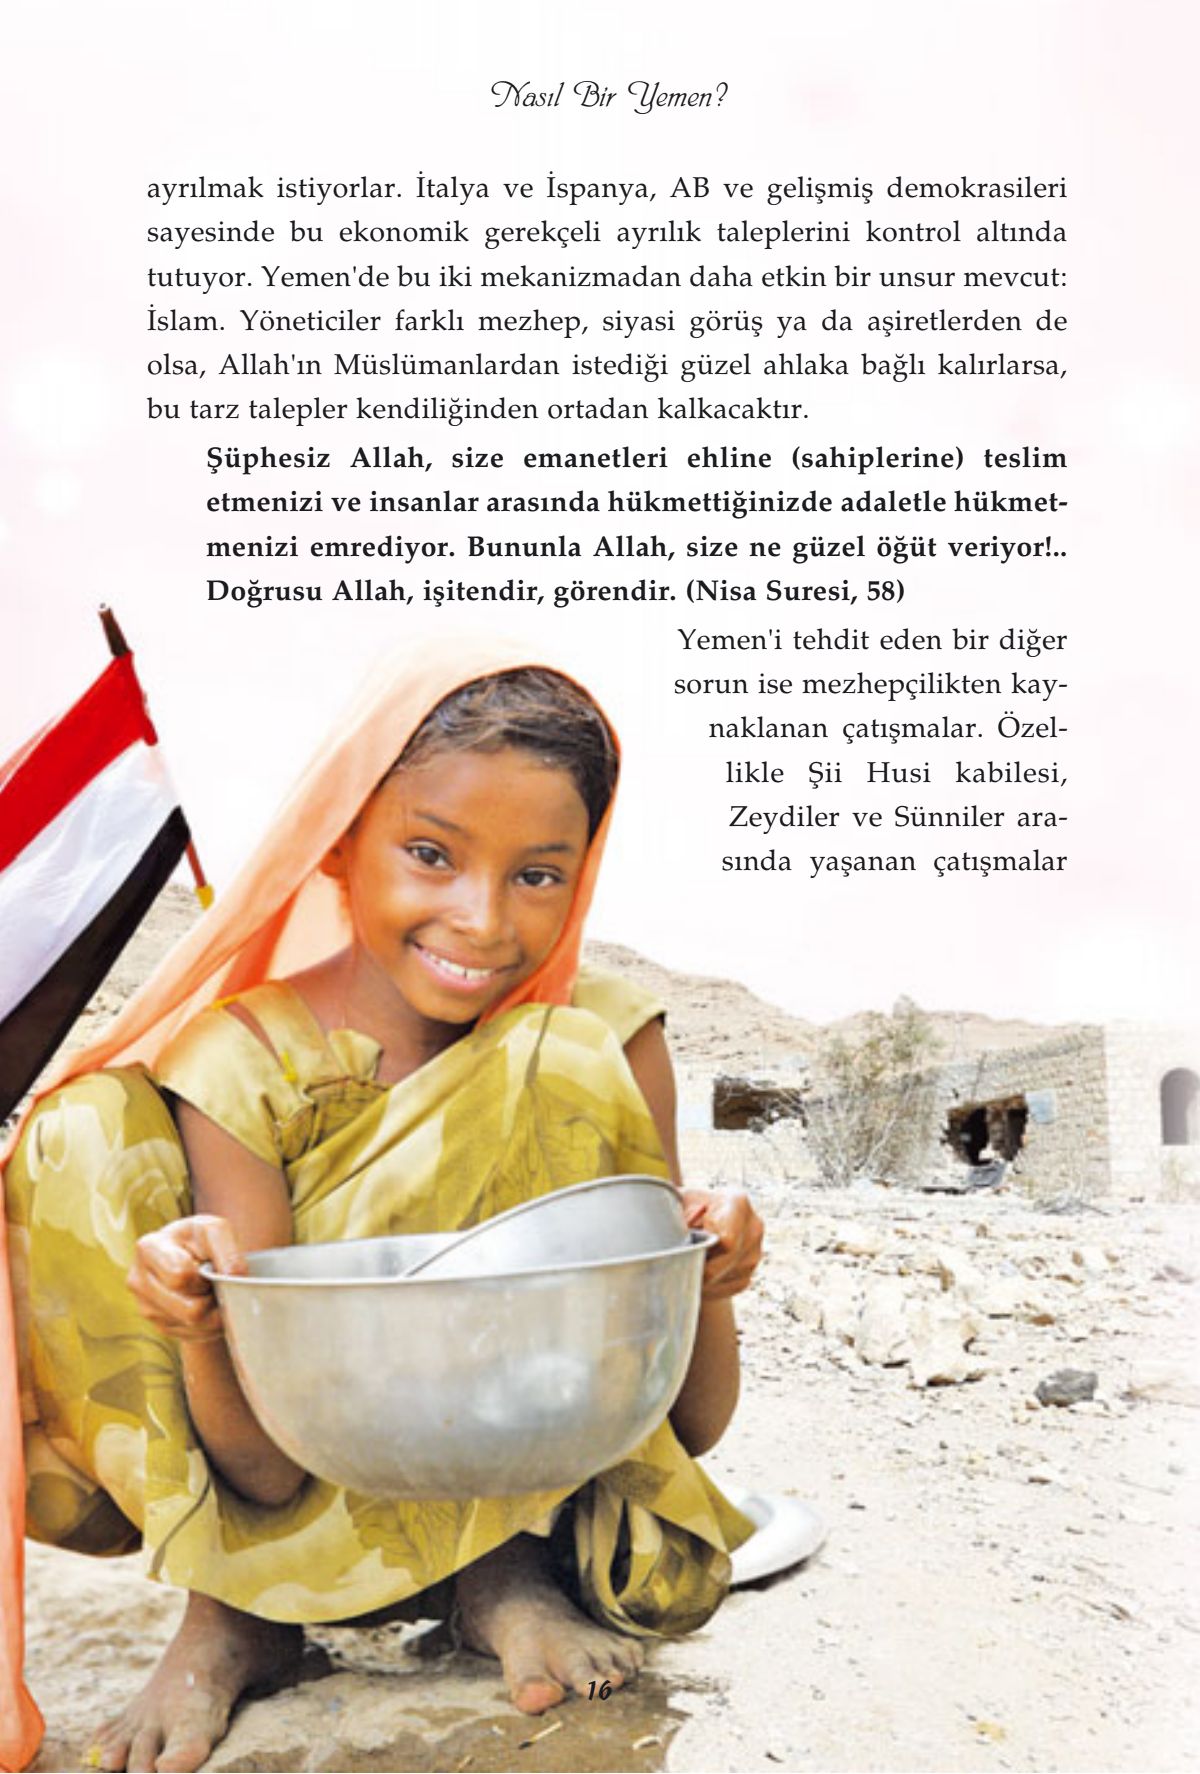 Nasıl Bir Yemen?
ayrılmak istiyorlar. İtalya ve İspanya, AB ve gelişmiş demokrasileri
sayesinde bu ekonomik gerekçeli ayrılık taleplerini kontrol altında
tutuyor. Yemen'de bu iki mekanizmadan daha etkin bir unsur mevcut:
İslam. Yöneticiler farklı mezhep, siyasi görüş ya da aşiretlerden de
olsa, Allah'ın Müslümanlardan istediği güzel ahlaka bağlı kalırlarsa,
bu tarz talepler kendiliğinden ortadan kalkacaktır.
Şüphesiz Allah, size emanetleri ehline (sahiplerine) teslim
etmenizi ve insanlar arasında hükmettiğinizde adaletle hükmet-
menizi emrediyor. Bununla Allah, size ne güzel öğüt veriyor!..
Doğrusu Allah, işitendir, görendir. (Nisa Suresi, 58)
Yemen'i tehdit eden bir diğer
sorun ise mezhepçilikten kay-
naklanan çatışmalar. Özel-
likle Şii Husi kabilesi,
Zeydiler ve Sünniler ara-
sında yaşanan çatışmalar
16